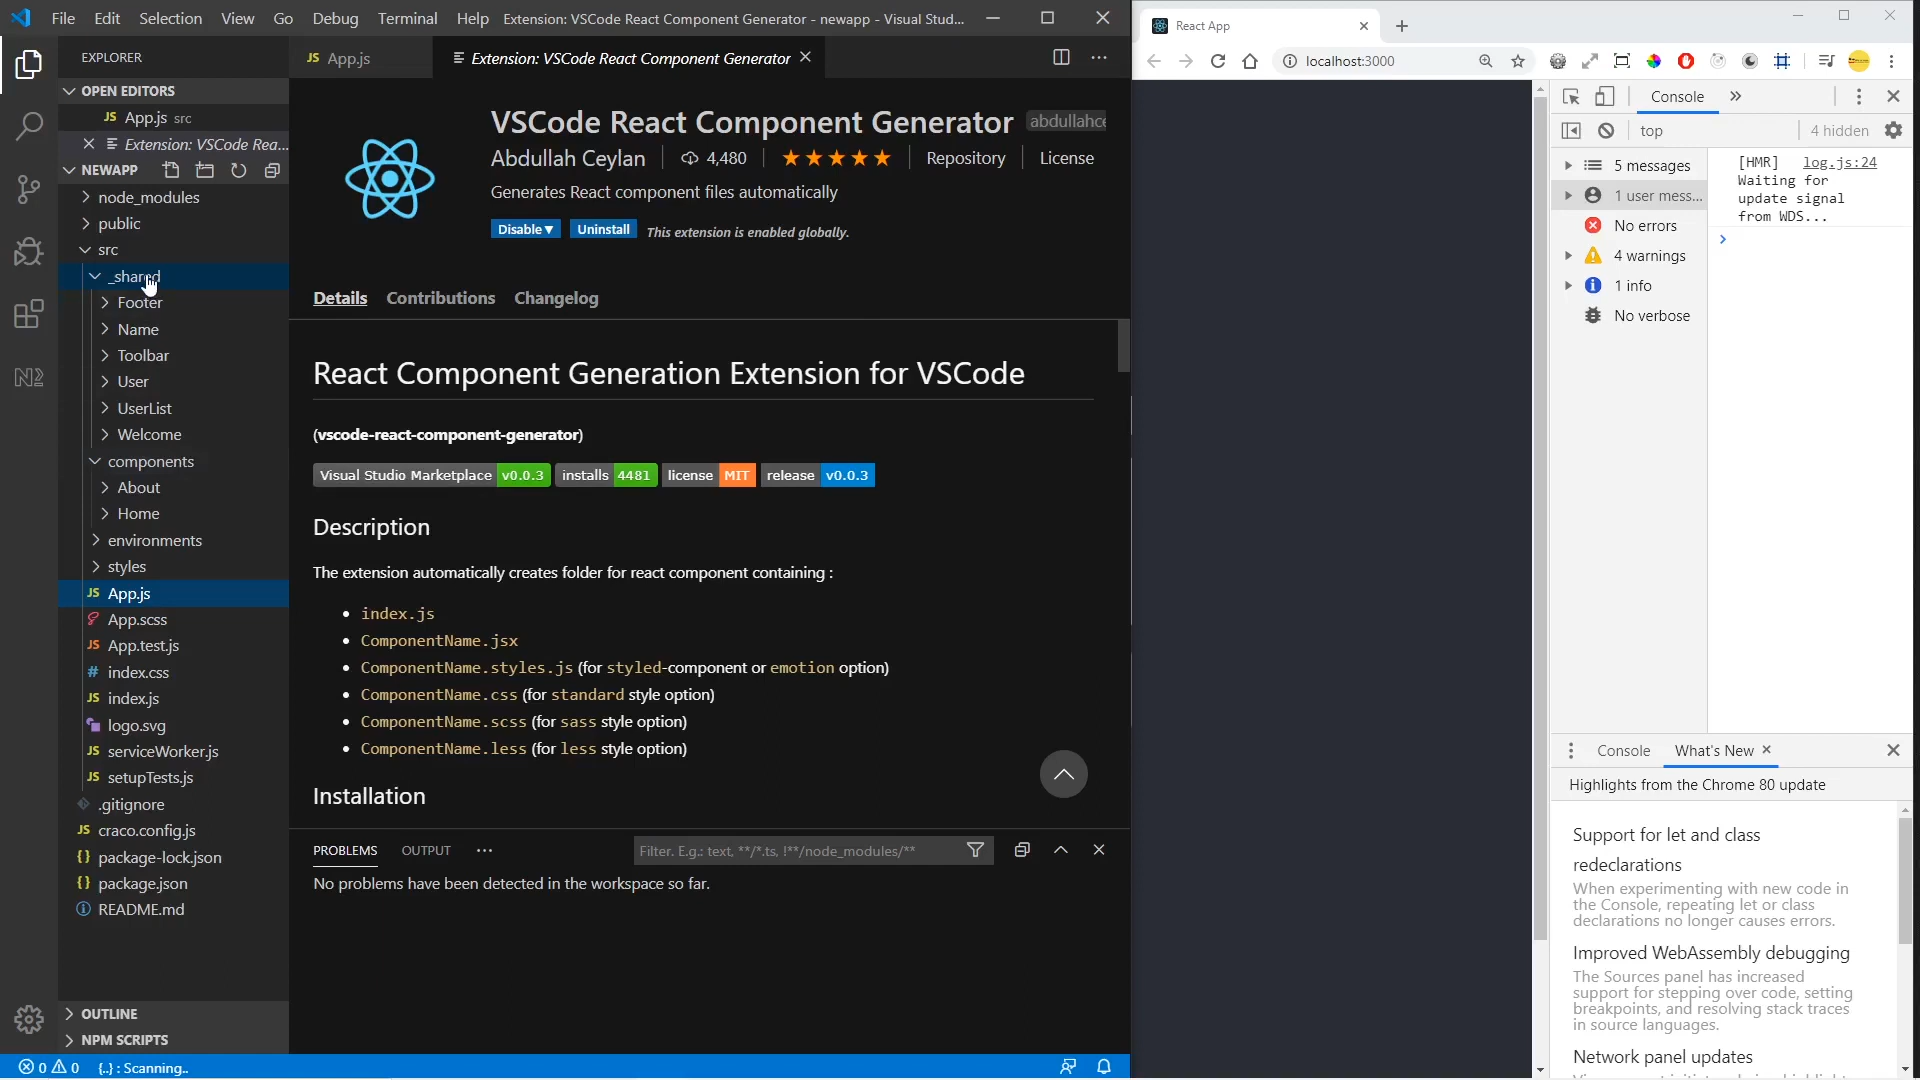 File Edit Selection View Go Debug Terminal Help Extension: VSCode React Component Generator - newapp - Visual Stud...
EXPLORER
OPEN EDITORS
JS App.js src
Extension: VSCode Rea...
NEWAPP
node_modules
public
src
_shared
Footer
Name
Toolbar
User
UserList
Welcome
components
About
Home
environments
styles
JS App.js
App.scss
JS App.test.js
# index.css
JS index.js
logo.svg
JS serviceWorker.js
JS setupTests.js
.gitignore
JS craco.config.js
{} package-lock.json
{} package.json
README.md
OUTLINE
NPM SCRIPTS
0 0 {..} : Scanning..
JS App.js
Extension: VSCode React Component Generator
VSCode React Component Generator abdullahce
Abdullah Ceylan 4,480 Repository License
Generates React component files automatically
Disable Uninstall This extension is enabled globally.
Details Contributions Changelog
React Component Generation Extension for VSCode
(vscode-react-component-generator)
Visual Studio Marketplace v0.0.3 installs 4481 license MIT release v0.0.3
Description
The extension automatically creates folder for react component containing :
index.js
ComponentName.jsx
ComponentName.styles.js (for styled-component or emotion option)
ComponentName.css (for standard style option)
ComponentName.scss (for sass style option)
ComponentName.less (for less style option)
Installation
PROBLEMS OUTPUT ... Filter. E.g.: text, **/*.ts, !**/node_modules/**
No problems have been detected in the workspace so far.
React App
localhost:3000
Console
top 4 hidden
5 messages
1 user mess...
No errors
4 warnings
1 info
No verbose
[HMR] log.js:24
Waiting for
update signal
from WDS...
Console What's New
Highlights from the Chrome 80 update
Support for let and class
redeclarations
When experimenting with new code in
the Console, repeating let or class
declarations no longer causes errors.
Improved WebAssembly debugging
The Sources panel has increased
support for stepping over code, setting
breakpoints, and resolving stack traces
in source languages.
Network panel updates